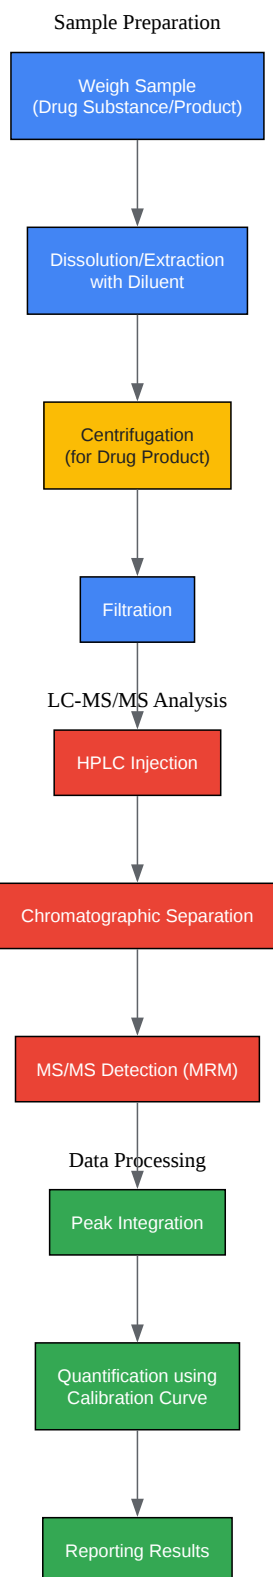 Sample Preparation
Weigh Sample
(Drug Substance/Product)
Dissolution/Extraction
with Diluent
Centrifugation
(for Drug Product)
Filtration
LC-MS/MS Analysis
HPLC Injection
Chromatographic Separation
MS/MS Detection (MRM)
Data Processing
Peak Integration
Quantification using
Calibration Curve
Reporting Results